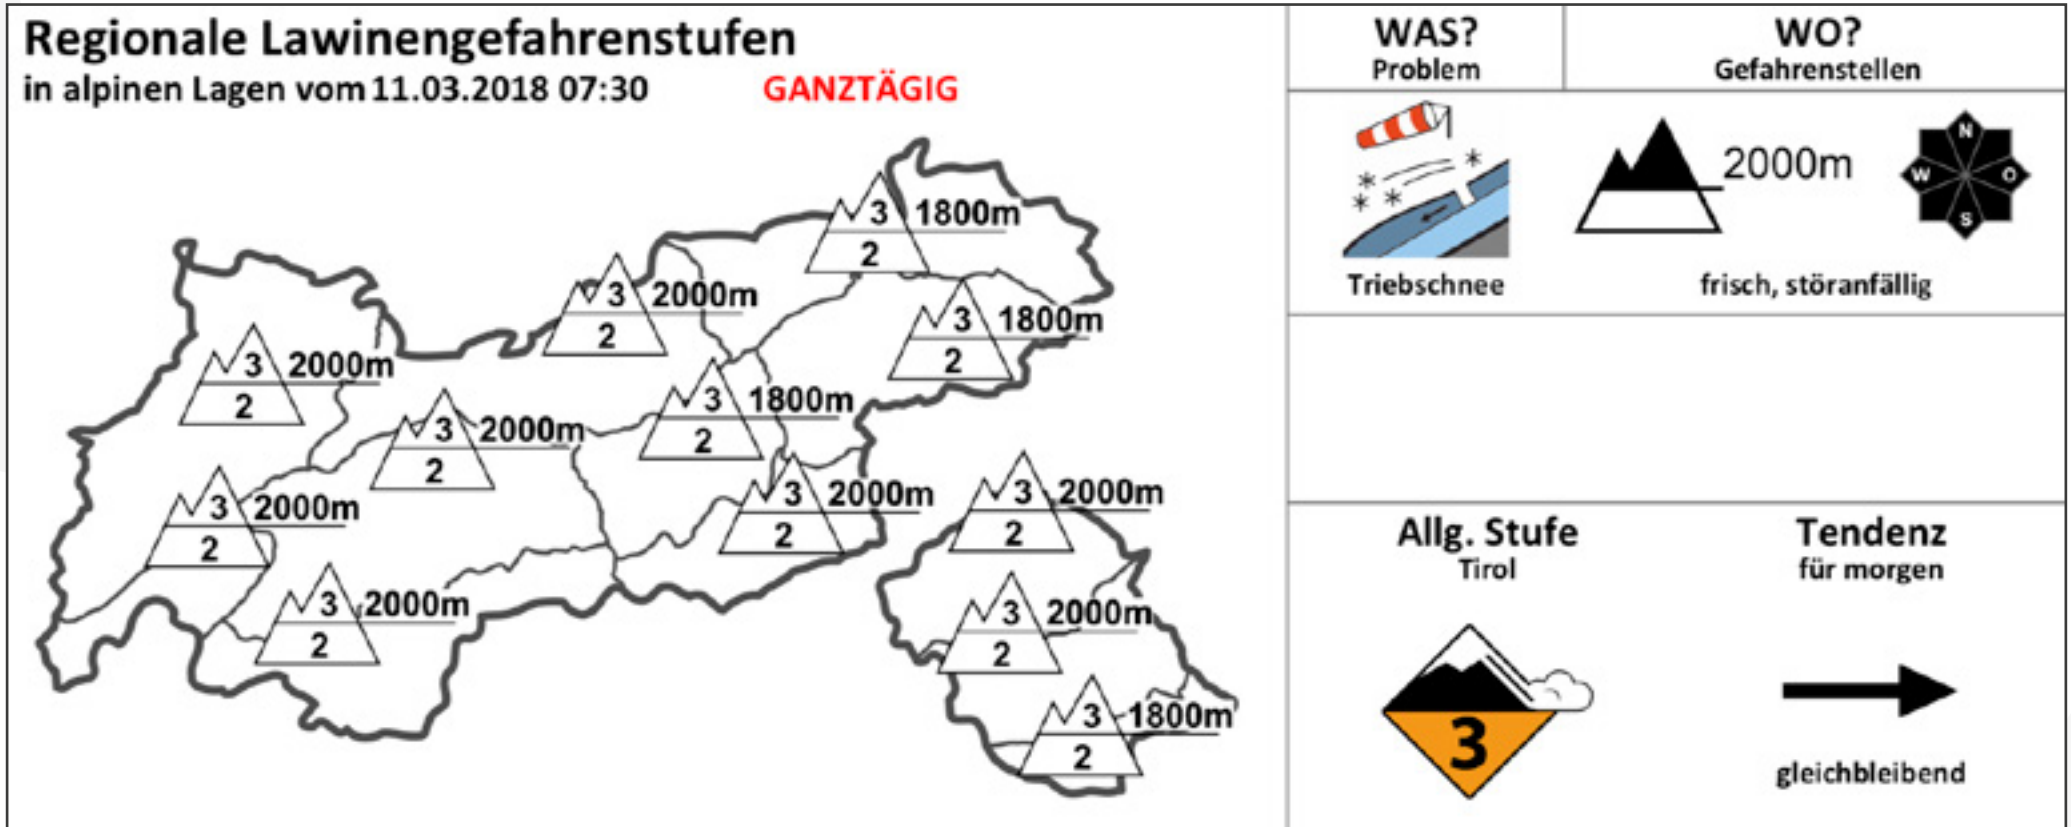 Regionale Lawinengefahrenstufen
in alpinen Lagen vom 11.03.2018 07:30 GANZTÄGIG
3 1800m
2
3 2000m
2
3 1800m
2
3 2000m
2
3 1800m
2
3 2000m
2
3 2000m
2
3 2000m
2
3 2000m
2
3 2000m
2
3 2000m
2
3 1800m
2
WAS?
Problem
WO?
Gefahrenstellen
2000m
N
W O
S
Triebschnee
frisch, störanfällig
Allg. Stufe
Tirol
3
Tendenz
für morgen
gleichbleibend